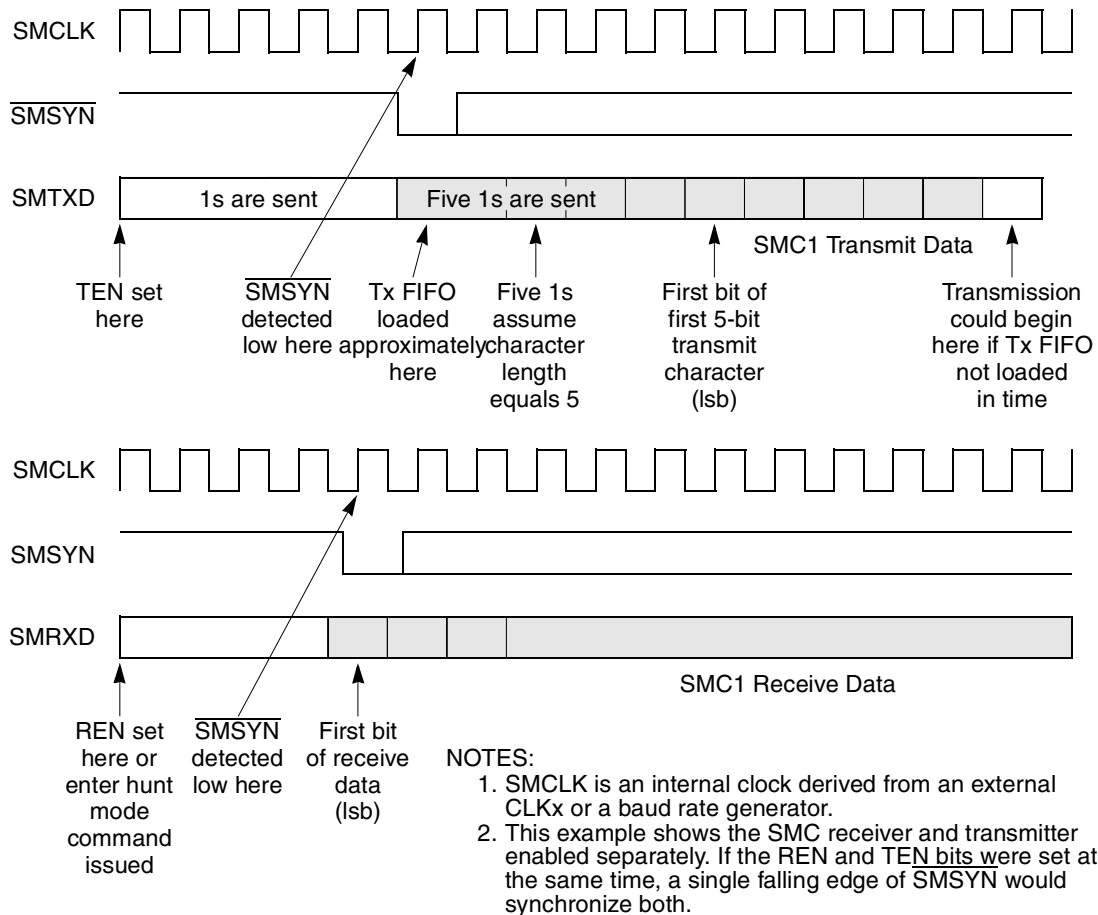 SMCLK
SMSYN
SMTXD
1s are sent
Five 1s are sent
SMC1 Transmit Data
TEN set
here
SMSYN
detected
low here
Tx FIFO
loaded
approximately
here
Five 1s
assume
character
length
equals 5
First bit of
first 5-bit
transmit
character
(lsb)
Transmission
could begin
here if Tx FIFO
not loaded
in time
SMCLK
SMSYN
SMRXD
SMC1 Receive Data
REN set
here or
enter hunt
mode
command
issued
SMSYN
detected
low here
First bit
of receive
data
(lsb)
NOTES:
1. SMCLK is an internal clock derived from an external
CLKx or a baud rate generator.
2. This example shows the SMC receiver and transmitter
enabled separately. If the REN and TEN bits were set at
the same time, a single falling edge of SMSYN would
synchronize both.